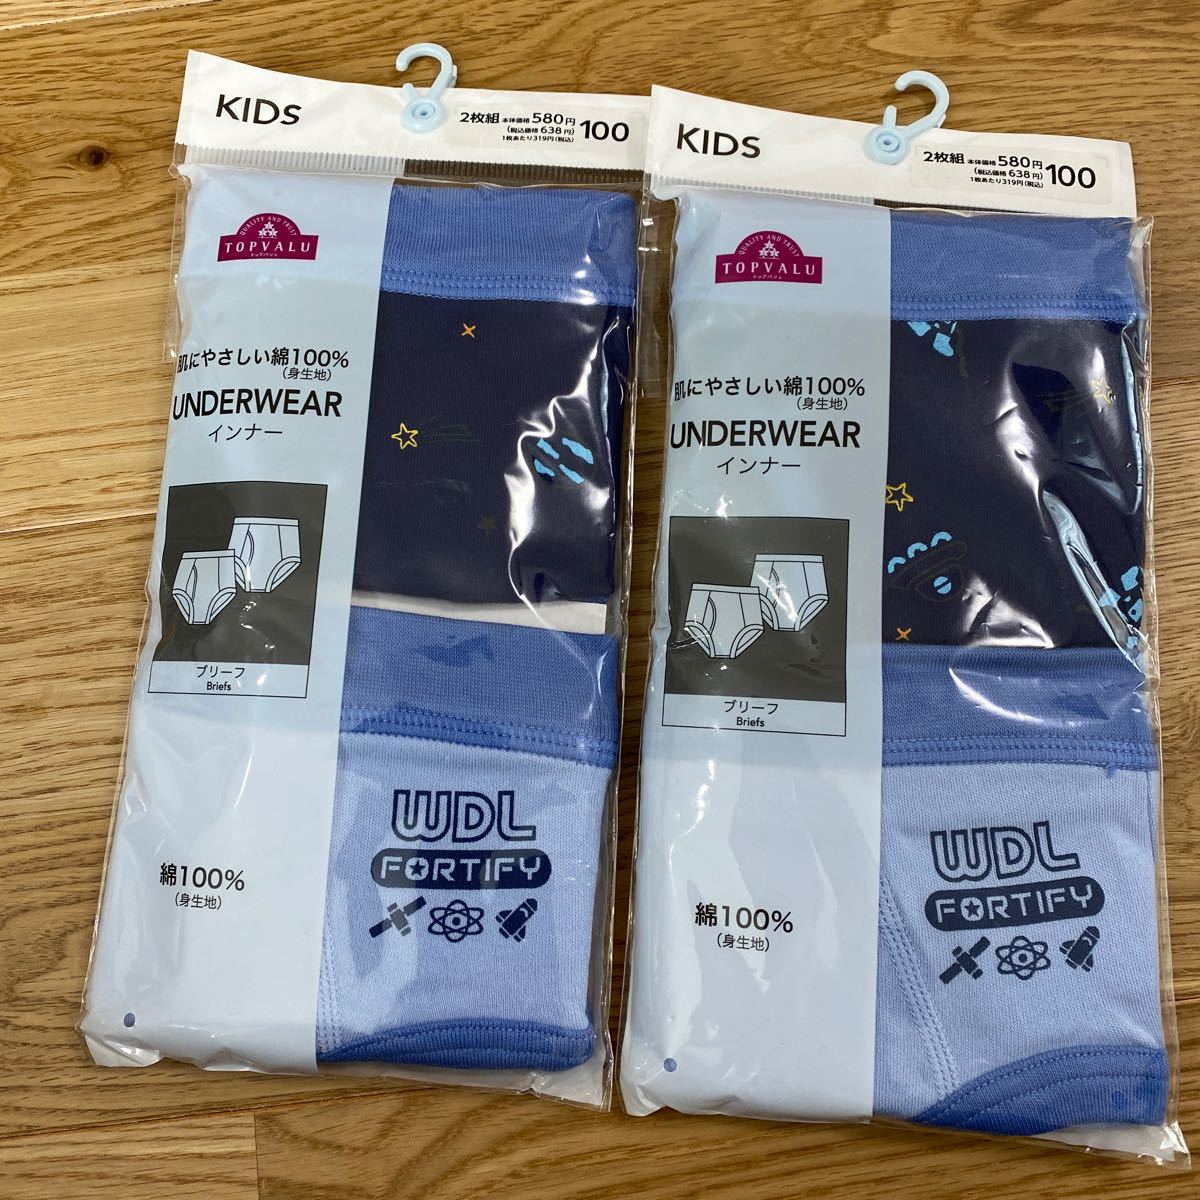 KIDS
2枚組 本体価格 580円
(税込価格 638円)
1枚あたり319円(税込)
100
QUALITY AND TRUST
TOPVALU
トップバリュ
肌にやさしい綿100%
(身生地)
UNDERWEAR
インナー
ブリーフ
Briefs
綿100%
(身生地)
WDL
FORTIFY
KIDS
2枚組 本体価格 580円
(税込価格 638円)
1枚あたり319円(税込)
100
QUALITY AND TRUST
TOPVALU
トップバリュ
肌にやさしい綿100%
(身生地)
UNDERWEAR
インナー
ブリーフ
Briefs
綿100%
(身生地)
WDL
FORTIFY